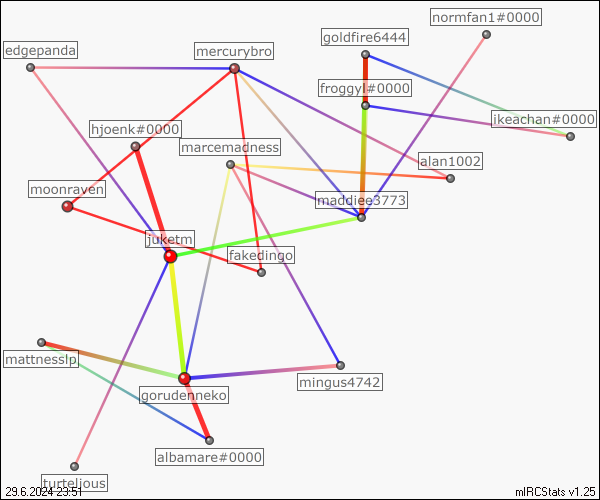 normfan1#0000
goldfire6444
edgepanda
mercurybro
froggyl#0000
ikeachan#0000
hjoenk#0000
marcemadness
alan1002
moonraven
maddiee3773
juketm
fakedingo
mattnesslp
mingus4742
gorudenneko
albamare#0000
turteljous
29.6.2024 23:51
mIRCStats v1.25